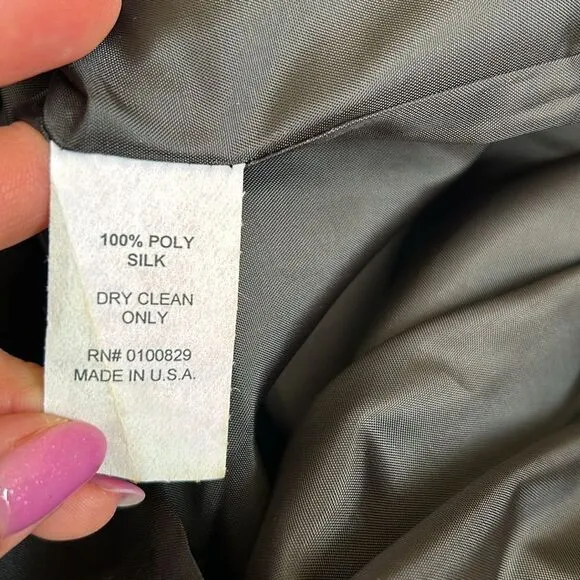 100% POLY
SILK
DRY CLEAN
ONLY
RN# 0100829
MADE IN U.S.A.